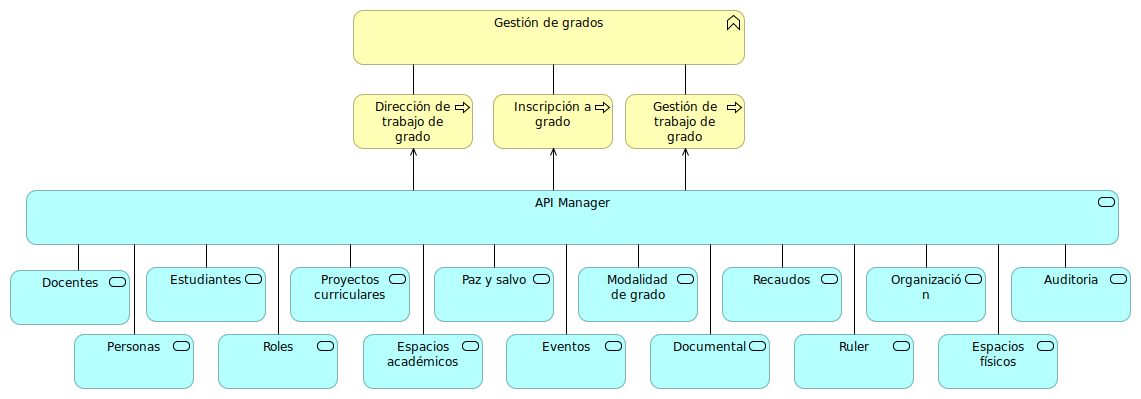 Gestión de grados
Dirección de
trabajo de
grado
Inscripción a
grado
Gestión de
trabajo de
grado
API Manager
Docentes
Estudiantes
Proyectos
curriculares
Paz y salvo
Modalidad
de grado
Recaudos
Organizació
n
Auditoria
Personas
Roles
Espacios
académicos
Eventos
Documental
Ruler
Espacios
físicos